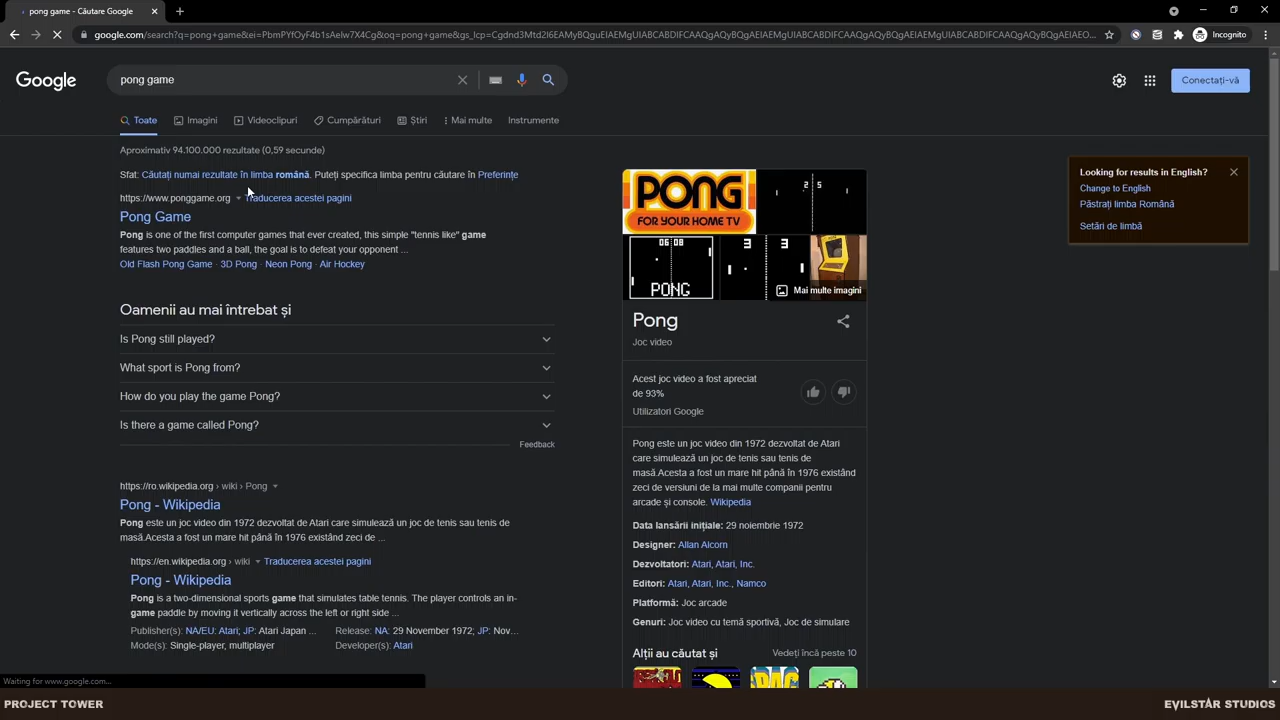 pong game - Căutare Google
google.com/search?q=pong+game&ei=
Incognito
Google
pong game
Conectați-vă
Toate
Imagini
Videoclipuri
Cumpărături
Știri
Mai multe
Instrumente
Aproximativ 94.100.000 rezultate (0,59 secunde)
Sfat: Căutați numai rezultate în limba română. Puteți specifica limba pentru căutare în Preferințe
https://www.ponggame.org Traducerea acestei pagini
Pong Game
Pong is one of the first computer games that ever created, this simple "tennis like" game
features two paddles and a ball, the goal is to defeat your opponent ...
Old Flash Pong Game · 3D Pong · Neon Pong · Air Hockey
Oamenii au mai întrebat și
Is Pong still played?
What sport is Pong from?
How do you play the game Pong?
Is there a game called Pong?
Feedback
https://ro.wikipedia.org › wiki › Pong
Pong - Wikipedia
Pong este un joc video din 1972 dezvoltat de Atari care simulează un joc de tenis sau tenis de
masă.Acesta a fost un mare hit până în 1976 existând zeci de ...
https://en.wikipedia.org › wiki Traducerea acestei pagini
Pong - Wikipedia
Pong is a two-dimensional sports game that simulates table tennis. The player controls an in-
game paddle by moving it vertically across the left or right side ...
Publisher(s): NA/EU: Atari; JP: Atari Japan ...
Release: NA: 29 November 1972; JP: Nov...
Mode(s): Single-player, multiplayer
Developer(s): Atari
PONG
FOR YOUR HOME TV
2 5
06 08
PONG
3 3
Mai multe imagini
Pong
Joc video
Acest joc video a fost apreciat
de 93%
Utilizatori Google
Pong este un joc video din 1972 dezvoltat de Atari
care simulează un joc de tenis sau tenis de
masă.Acesta a fost un mare hit până în 1976 existând
zeci de versiuni de la mai multe companii pentru
arcade și console. Wikipedia
Data lansării inițiale: 29 noiembrie 1972
Designer: Allan Alcorn
Dezvoltatori: Atari, Atari, Inc.
Editori: Atari, Atari, Inc., Namco
Platformă: Joc arcade
Genuri: Joc video cu temă sportivă, Joc de simulare
Alții au căutat și
Vedeți încă peste 10
Looking for results in English?
Change to English
Păstrați limba Română
Setări de limbă
Waiting for www.google.com...
PROJECT TOWER
EVILSTAR STUDIOS